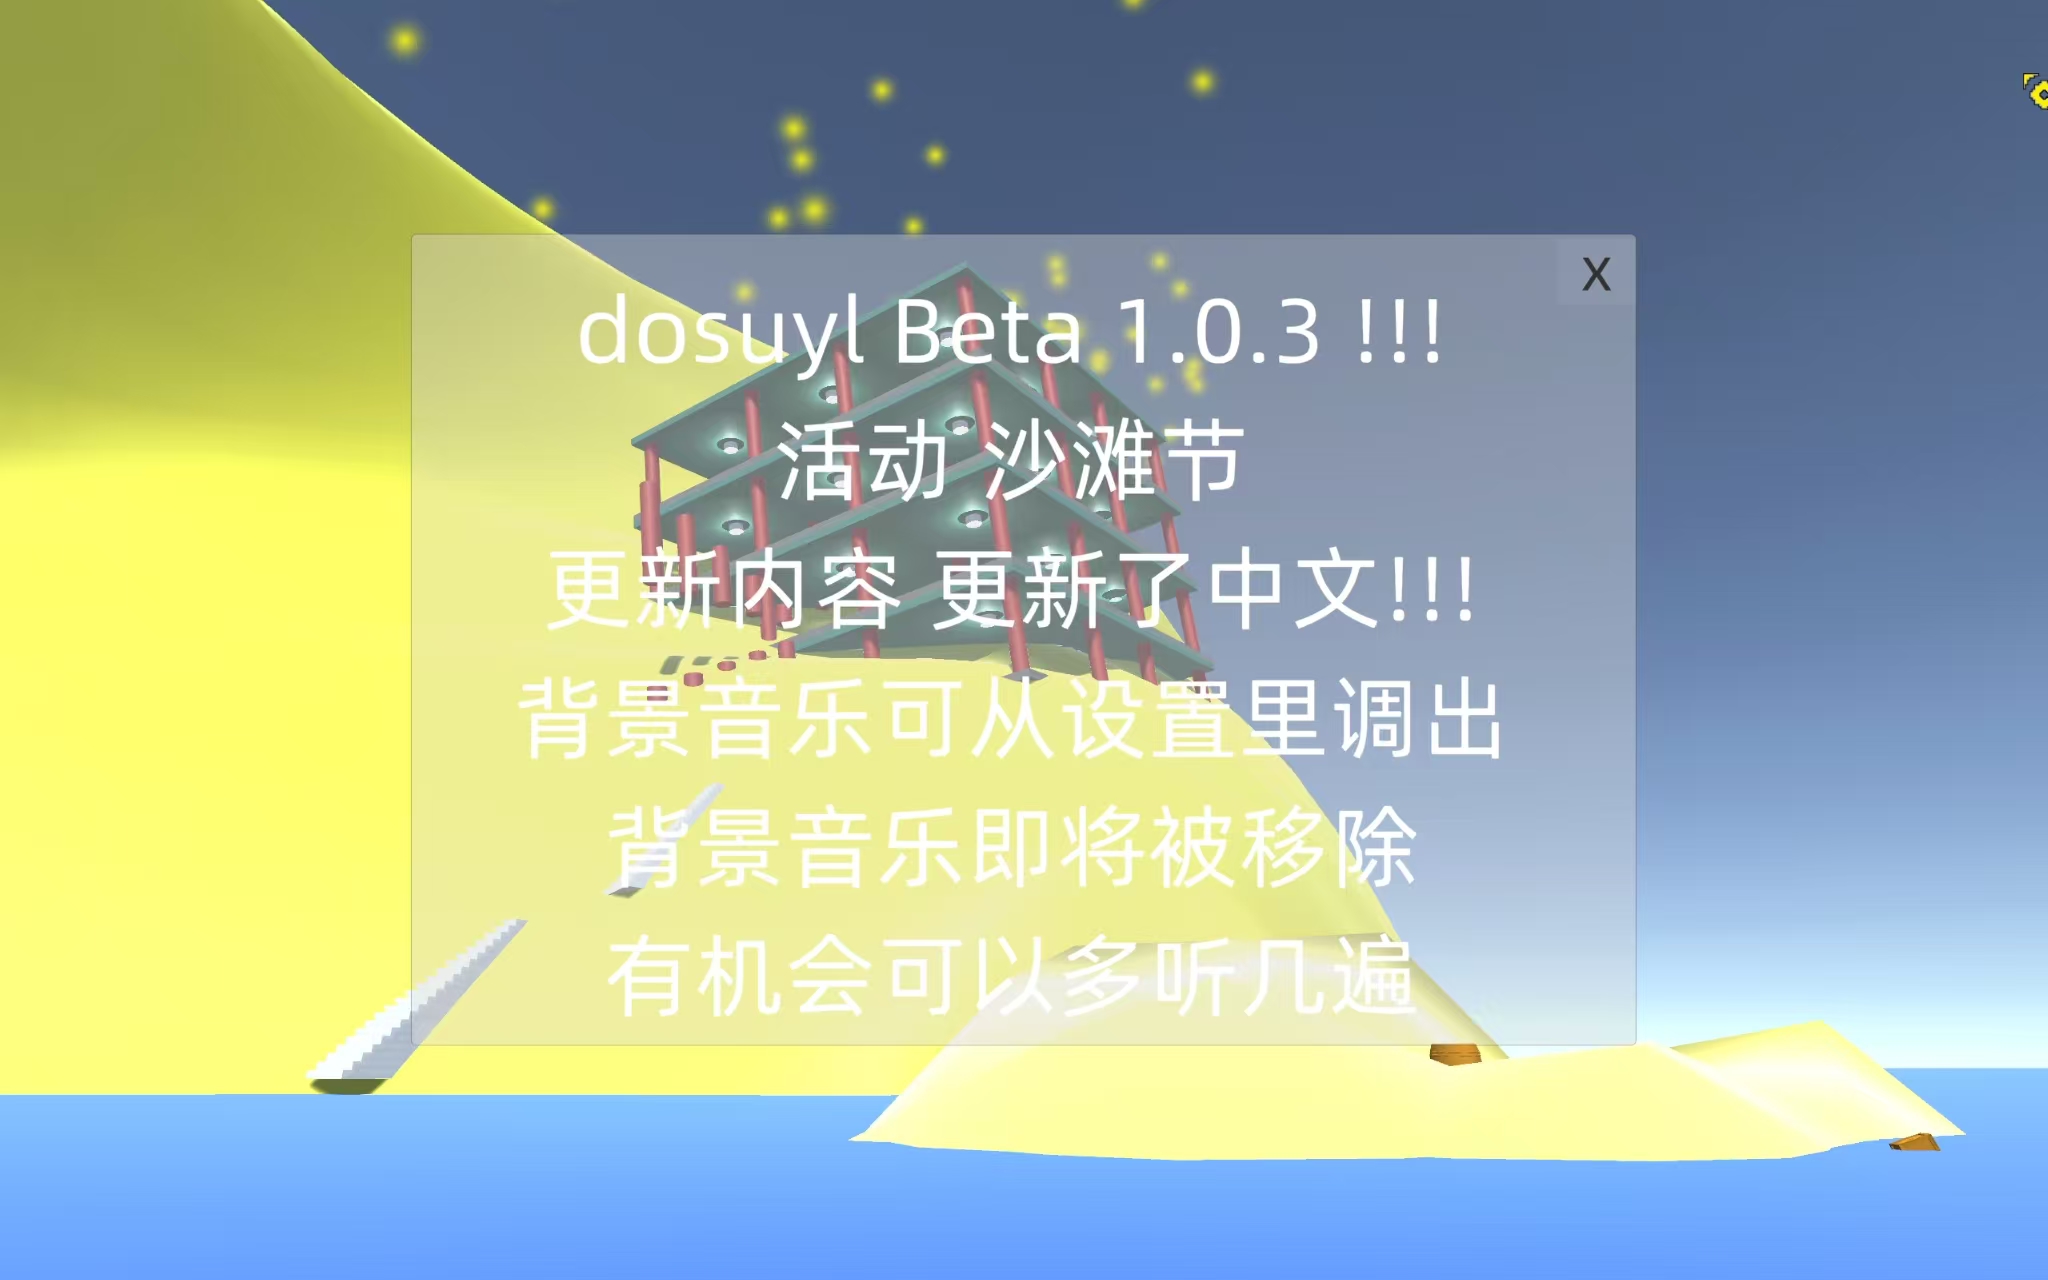 X
dosuyl Beta 1.0.3 !!!
活动 沙滩节
更新内容 更新了中文!!!
背景音乐可从设置里调出
背景音乐即将被移除
有机会可以多听几遍